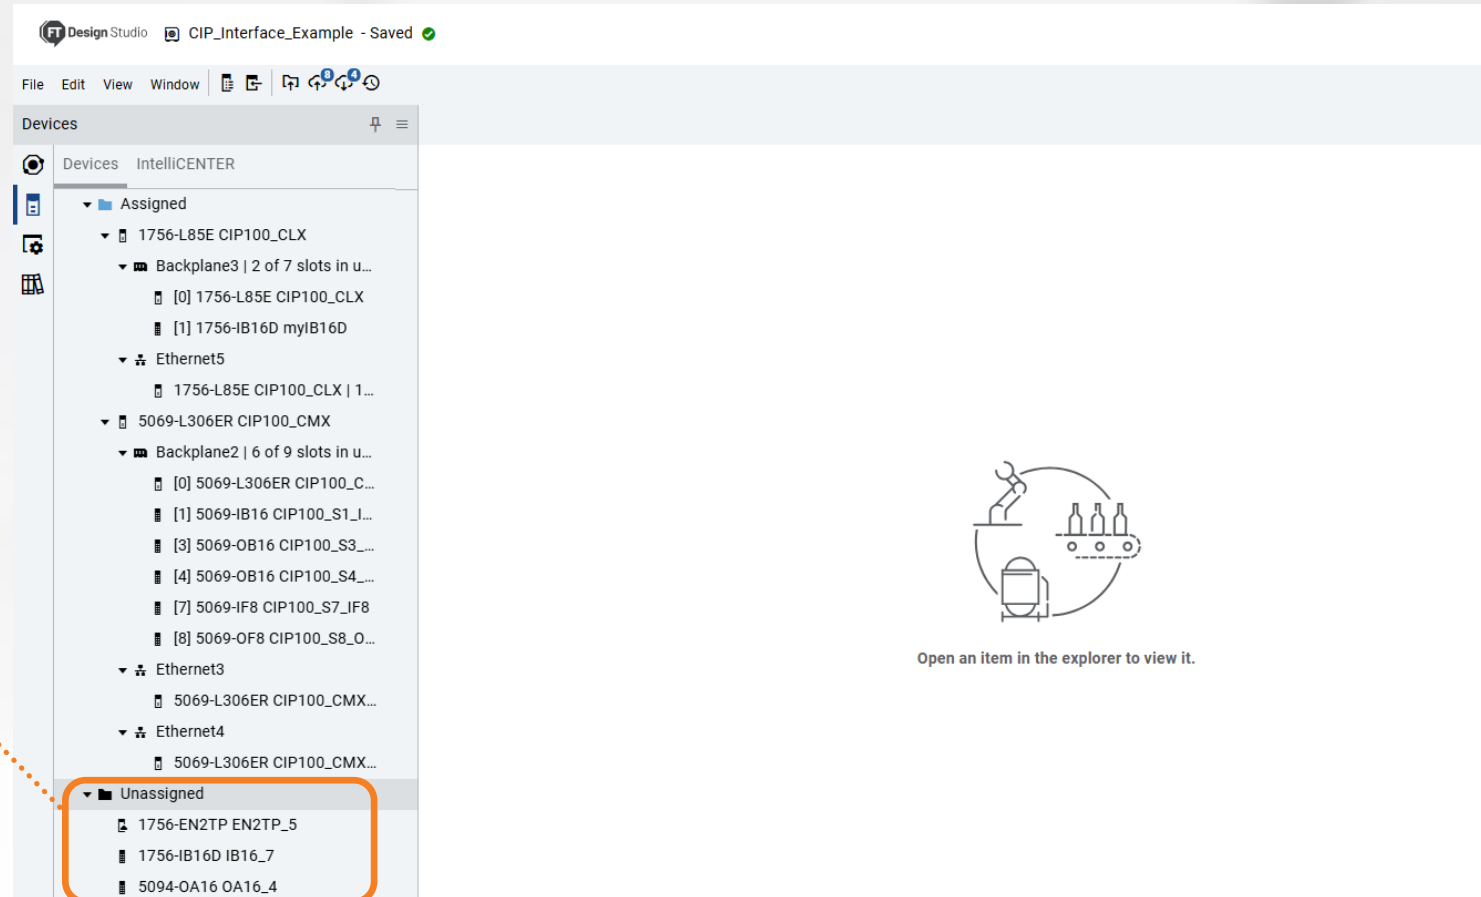 FT Design Studio CIP_Interface_Example - Saved
File Edit View Window 8 4
Devices
Devices IntelliCENTER
Assigned
1756-L85E CIP100_CLX
Backplane3 | 2 of 7 slots in u...
[0] 1756-L85E CIP100_CLX
[1] 1756-IB16D myIB16D
Ethernet5
1756-L85E CIP100_CLX | 1...
5069-L306ER CIP100_CMX
Backplane2 | 6 of 9 slots in u...
[0] 5069-L306ER CIP100_C...
[1] 5069-IB16 CIP100_S1_I...
[3] 5069-OB16 CIP100_S3_...
[4] 5069-OB16 CIP100_S4_...
[7] 5069-IF8 CIP100_S7_IF8
[8] 5069-OF8 CIP100_S8_O...
Ethernet3
5069-L306ER CIP100_CMX...
Ethernet4
5069-L306ER CIP100_CMX...
Unassigned
1756-EN2TP EN2TP_5
1756-IB16D IB16_7
5094-OA16 OA16_4
Open an item in the explorer to view it.